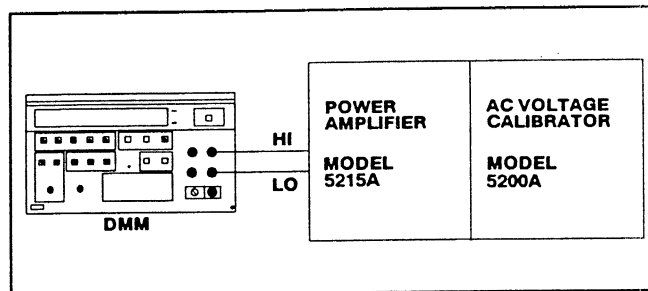 POWER
AMPLIFIER
MODEL
5215A
AC VOLTAGE
CALIBRATOR
MODEL
5200A
HI
LO
DMM